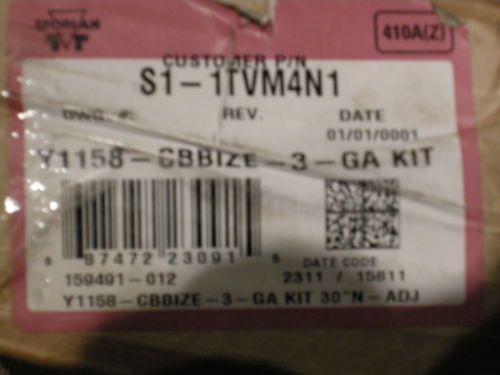 SPORLAN
410A(Z)
CUSTOMER P/N
S1-1TVM4N1
DWG. #: REV. DATE
01/01/0001
Y1158-CBBIZE-3-GA KIT
8 87472 23091 6
DATE CODE
159491-012 2311 / 15811
Y1158-CBBIZE-3-GA KIT 30"N-ADJ